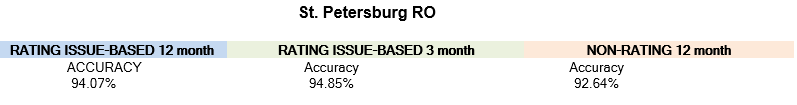 St. Petersburg RO
RATING ISSUE-BASED 12 month RATING ISSUE-BASED 3 month NON-RATING 12 month
ACCURACY Accuracy Accuracy
94.07% 94.85% 92.64%